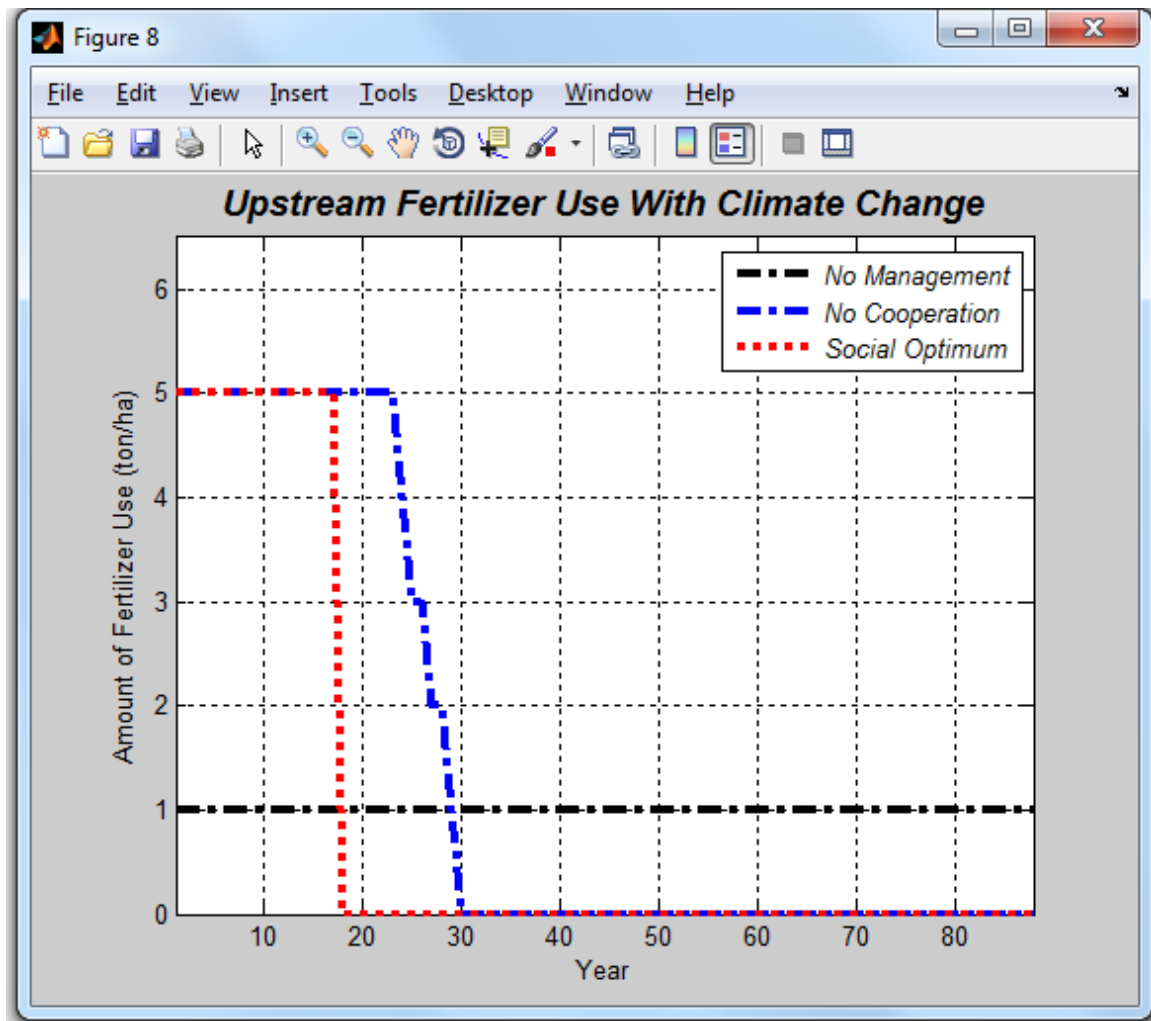 Figure 8
File Edit View Insert Tools Desktop Window Help
Upstream Fertilizer Use With Climate Change
No Management
No Cooperation
Social Optimum
Amount of Fertilizer Use (ton/ha)
6
5
4
3
2
1
0
10 20 30 40 50 60 70 80
Year